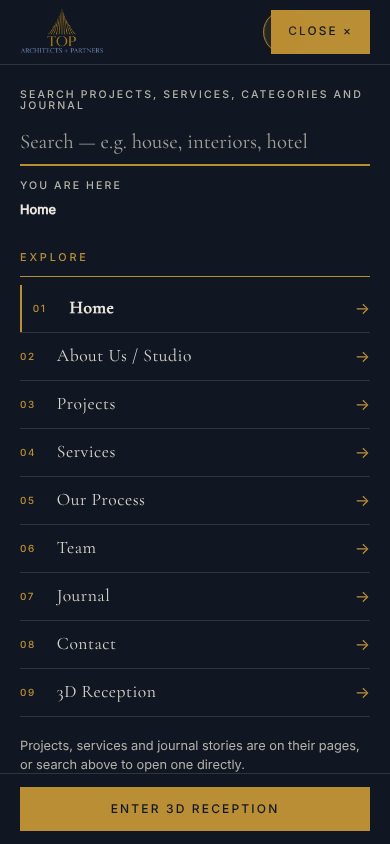 TOP
ARCHITECTS + PARTNERS
CLOSE ×
SEARCH PROJECTS, SERVICES, CATEGORIES AND
JOURNAL
Search — e.g. house, interiors, hotel
YOU ARE HERE
Home
EXPLORE
01 Home →
02 About Us / Studio →
03 Projects →
04 Services →
05 Our Process →
06 Team →
07 Journal →
08 Contact →
09 3D Reception →
Projects, services and journal stories are on their pages,
or search above to open one directly.
ENTER 3D RECEPTION